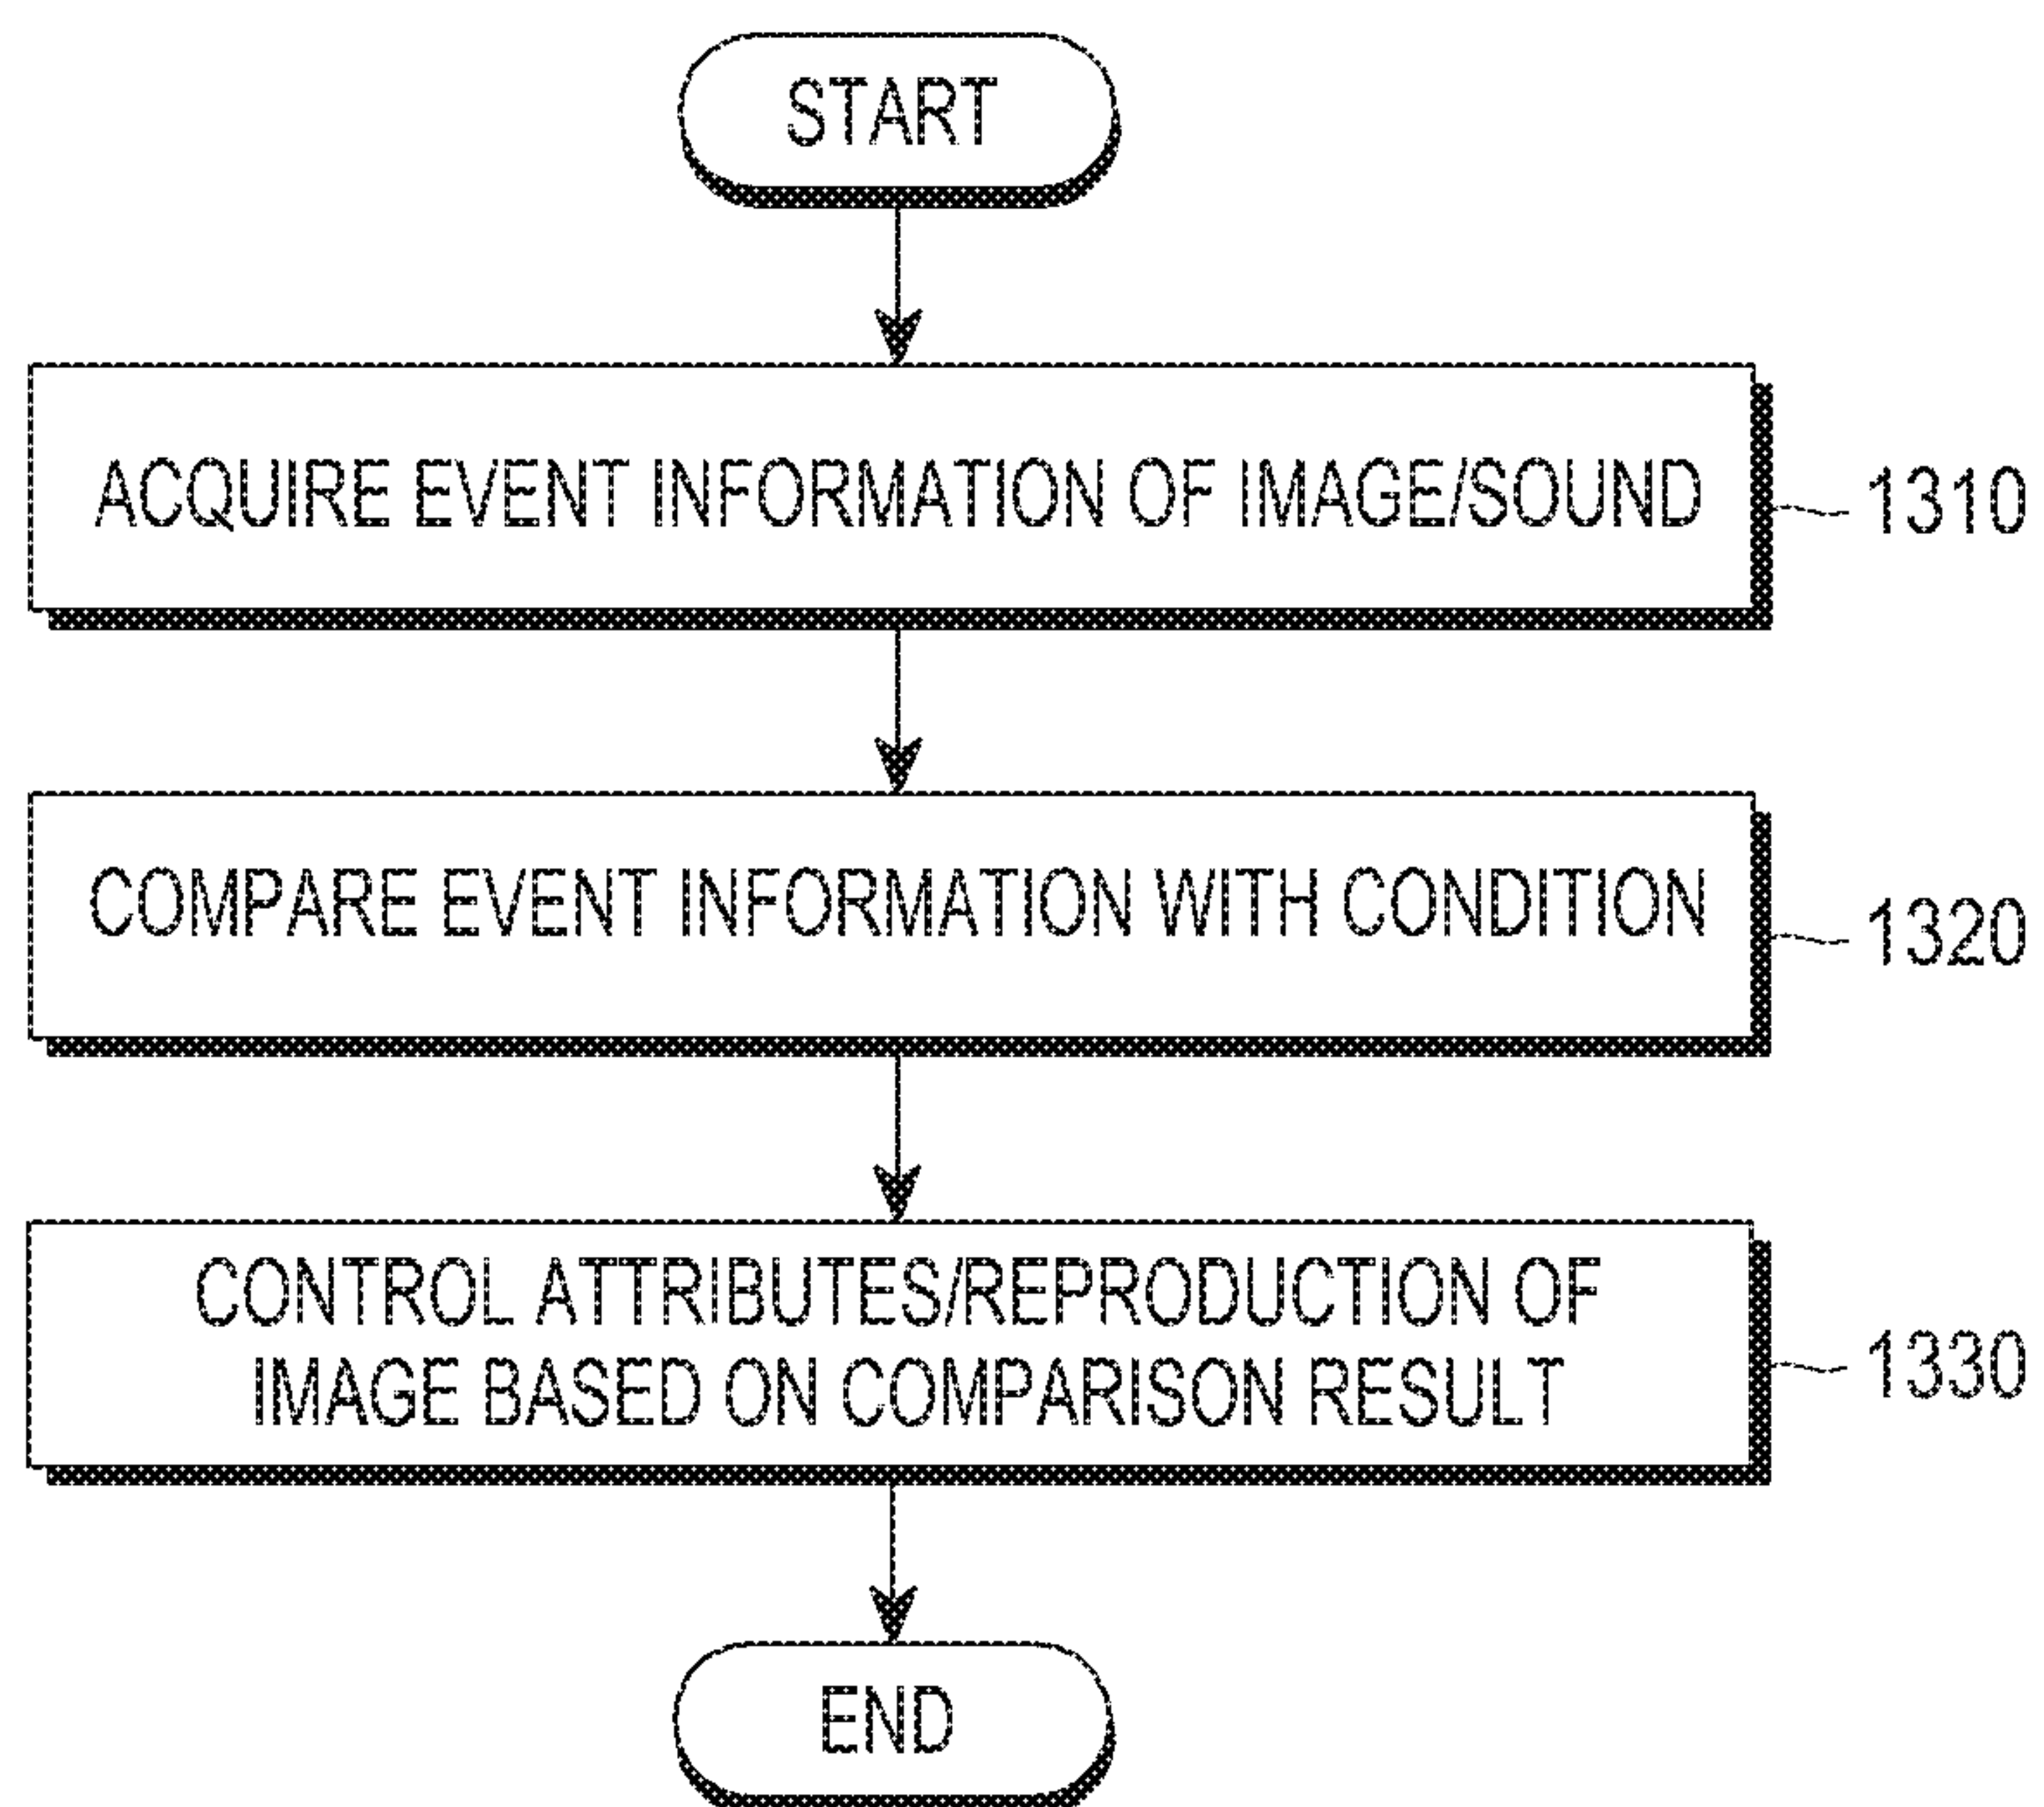 START
ACQUIRE EVENT INFORMATION OF IMAGE/SOUND
1310
COMPARE EVENT INFORMATION WITH CONDITION
1320
CONTROL ATTRIBUTES/REPRODUCTION OF
IMAGE BASED ON COMPARISON RESULT
1330
END